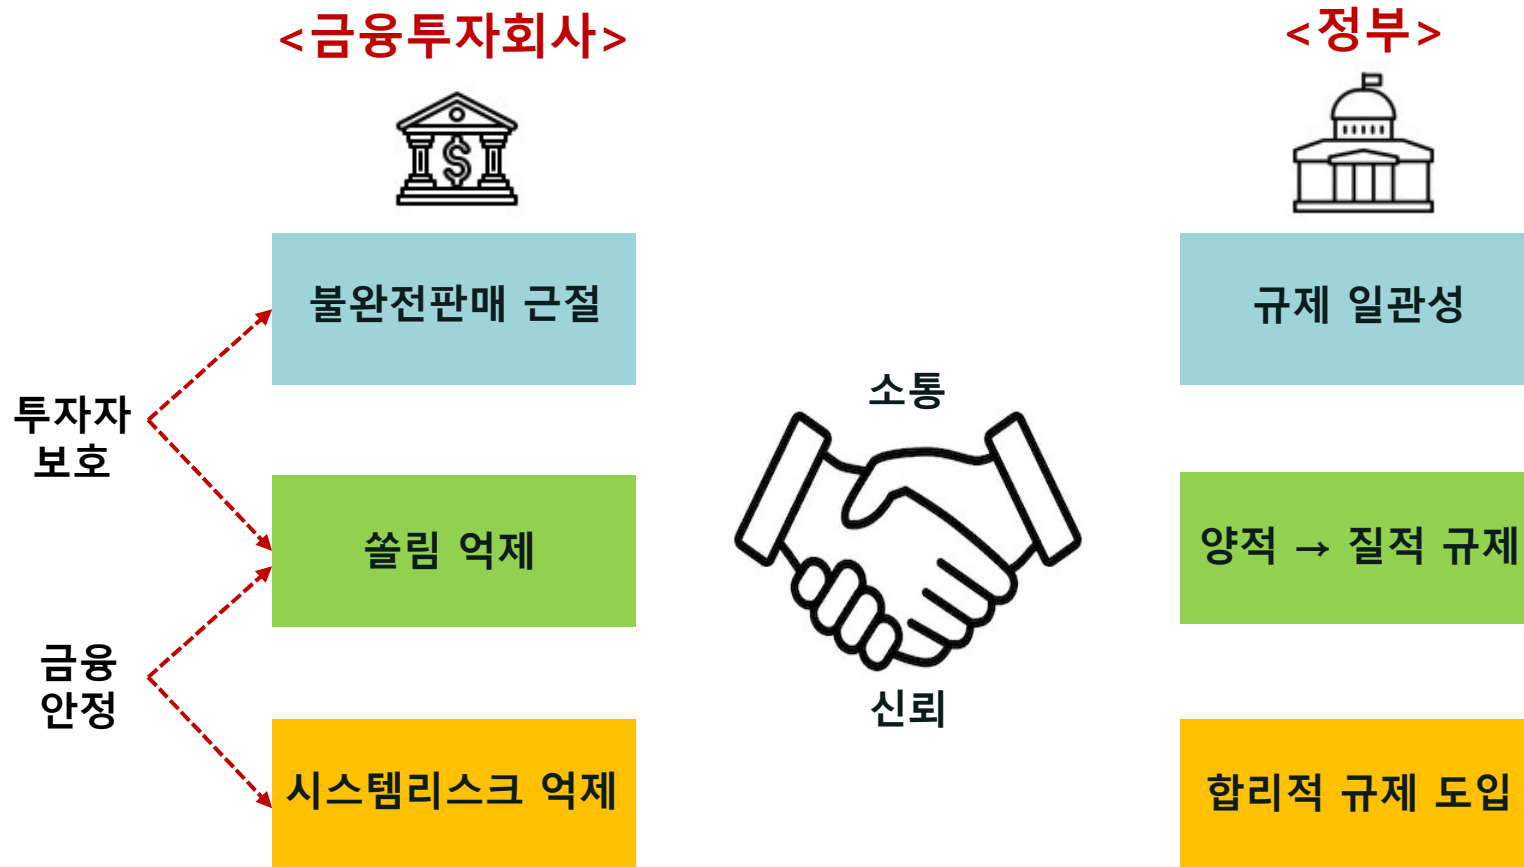 <금융투자회사>
<정부>
불완전판매 근절
규제 일관성
소통
투자자
보호
쏠림 억제
양적 → 질적 규제
금융
안정
신뢰
시스템리스크 억제
합리적 규제 도입